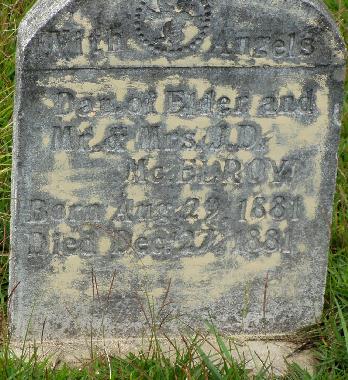 With Angels
Dau. of Elder and
Mr. & Mrs. J.D.
McELROY
Born Aug 29, 1881
Died Dec 27, 1881